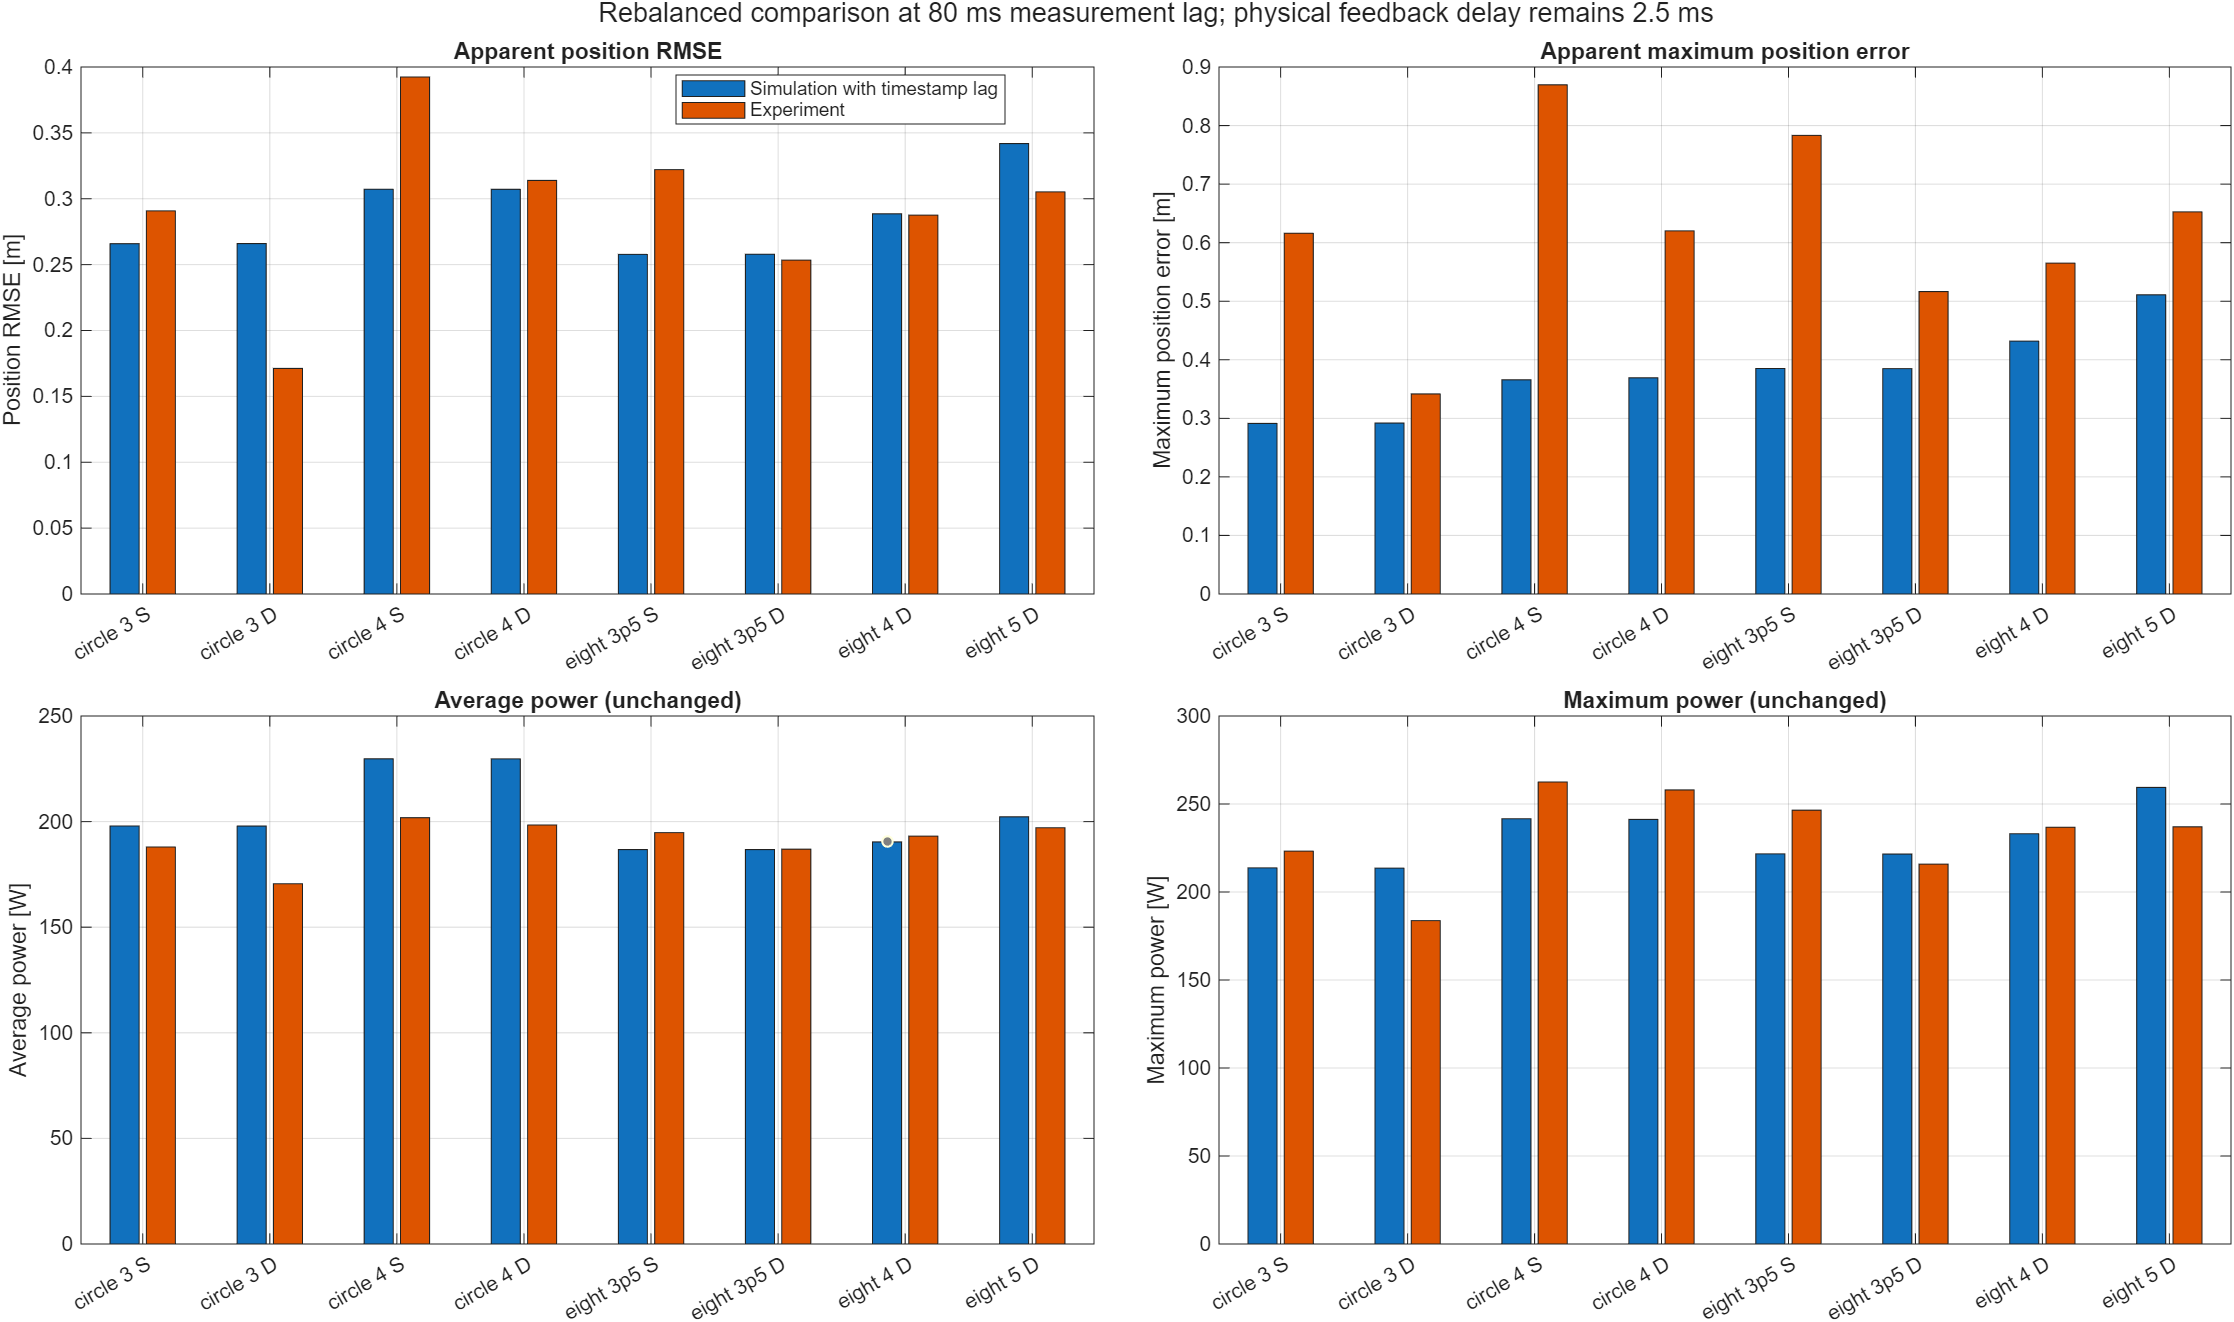 Rebalanced comparison at 80 ms measurement lag; physical feedback delay remains 2.5 ms
Apparent position RMSE
Position RMSE [m]
0.4
0.35
0.3
0.25
0.2
0.15
0.1
0.05
0
Simulation with timestamp lag
Experiment
circle 3 S
circle 3 D
circle 4 S
circle 4 D
eight 3p5 S
eight 3p5 D
eight 4 D
eight 5 D
Apparent maximum position error
Maximum position error [m]
0.9
0.8
0.7
0.6
0.5
0.4
0.3
0.2
0.1
0
circle 3 S
circle 3 D
circle 4 S
circle 4 D
eight 3p5 S
eight 3p5 D
eight 4 D
eight 5 D
Average power (unchanged)
Average power [W]
250
200
150
100
50
0
circle 3 S
circle 3 D
circle 4 S
circle 4 D
eight 3p5 S
eight 3p5 D
eight 4 D
eight 5 D
Maximum power (unchanged)
Maximum power [W]
300
250
200
150
100
50
0
circle 3 S
circle 3 D
circle 4 S
circle 4 D
eight 3p5 S
eight 3p5 D
eight 4 D
eight 5 D